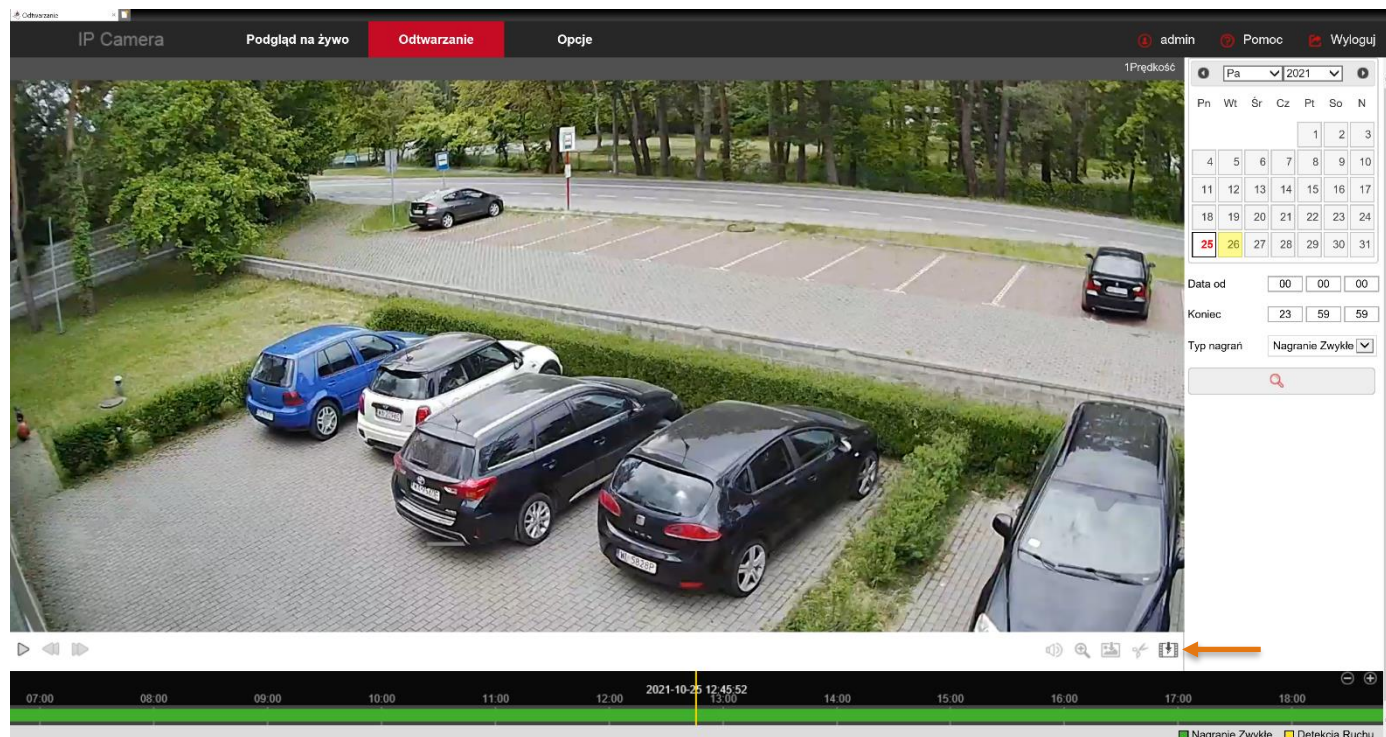 Odtwarzanie
IP Camera Podgląd na żywo Odtwarzanie Opcje admin Pomoc Wyloguj
1Prędkość
Pa 2021
Pn Wt Śr Cz Pt So N
1 2 3
4 5 6 7 8 9 10
11 12 13 14 15 16 17
18 19 20 21 22 23 24
25 26 27 28 29 30 31
Data od 00 00 00
Koniec 23 59 59
Typ nagrań Nagranie Zwykłe
2021-10-25 12:45:52
07:00 08:00 09:00 10:00 11:00 12:00 13:00 14:00 15:00 16:00 17:00 18:00
Nagranie Zwykłe Detekcja Ruchu